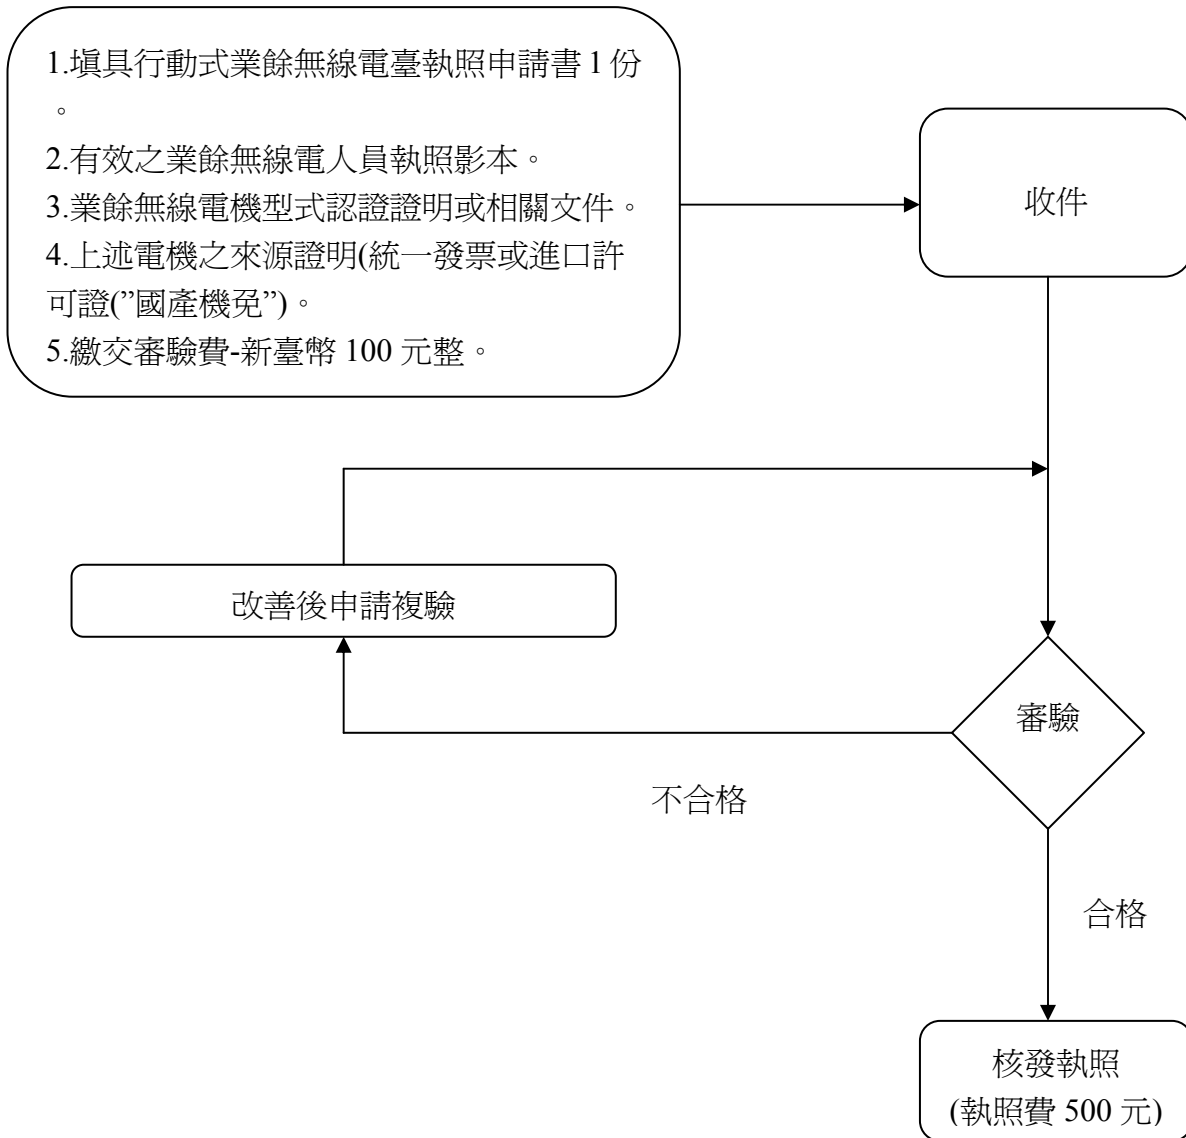 1.填具行動式業餘無線電臺執照申請書 1 份
。
2.有效之業餘無線電人員執照影本。
3.業餘無線電機型式認證證明或相關文件。
4.上述電機之來源證明(統一發票或進口許
可證(”國產機免”)。
5.繳交審驗費-新臺幣 100 元整。
收件
改善後申請複驗
審驗
不合格
合格
核發執照
(執照費 500 元)